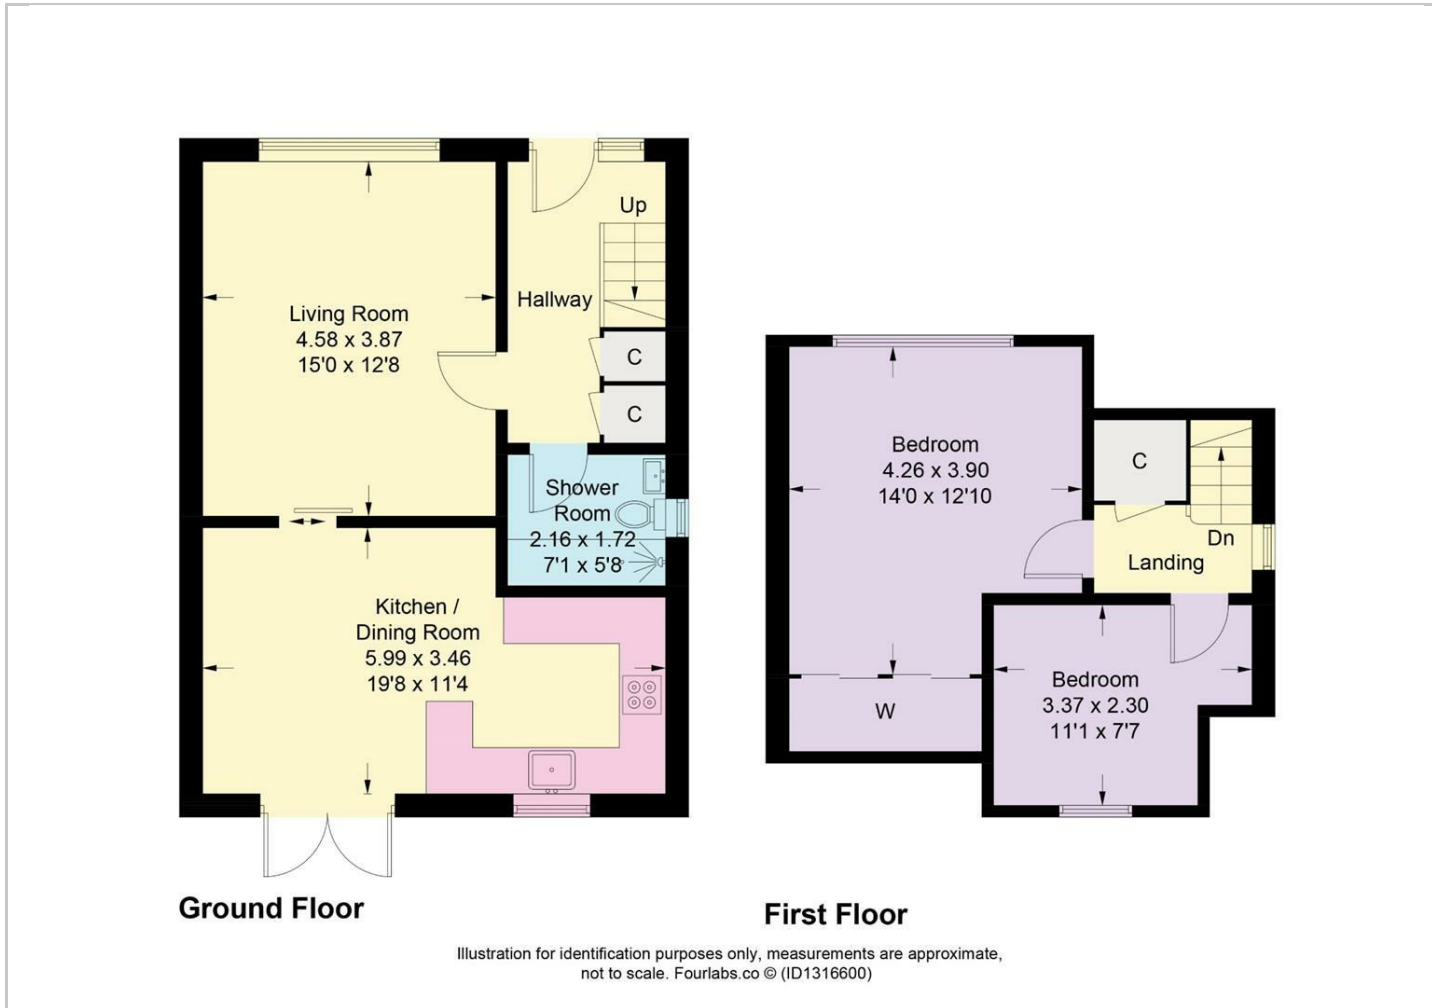 Up
Hallway
Living Room
4.58 x 3.87
15'0 x 12'8
C
C
Shower
Room
2.16 x 1.72
7'1 x 5'8
Kitchen /
Dining Room
5.99 x 3.46
19'8 x 11'4
Ground Floor
Bedroom
4.26 x 3.90
14'0 x 12'10
C
Dn
Landing
W
Bedroom
3.37 x 2.30
11'1 x 7'7
First Floor
Illustration for identification purposes only, measurements are approximate,
not to scale. Fourlabs.co © (ID1316600)